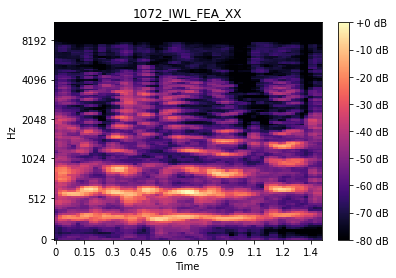 1072_IWL_FEA_XX
8192
4096
2048
1024
512
0
Hz
0 0.15 0.3 0.45 0.6 0.75 0.9 1.1 1.2 1.4
Time
+0 dB
-10 dB
-20 dB
-30 dB
-40 dB
-50 dB
-60 dB
-70 dB
-80 dB